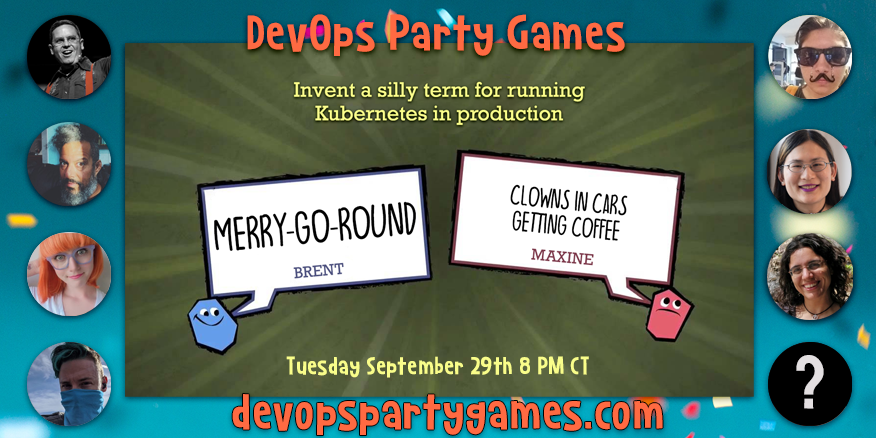 DevOps Party Games
Invent a silly term for running
Kubernetes in production
MERRY-GO-ROUND
BRENT
CLOWNS IN CARS
GETTING COFFEE
MAXINE
Tuesday September 29th 8 PM CT
devopspartygames.com
?